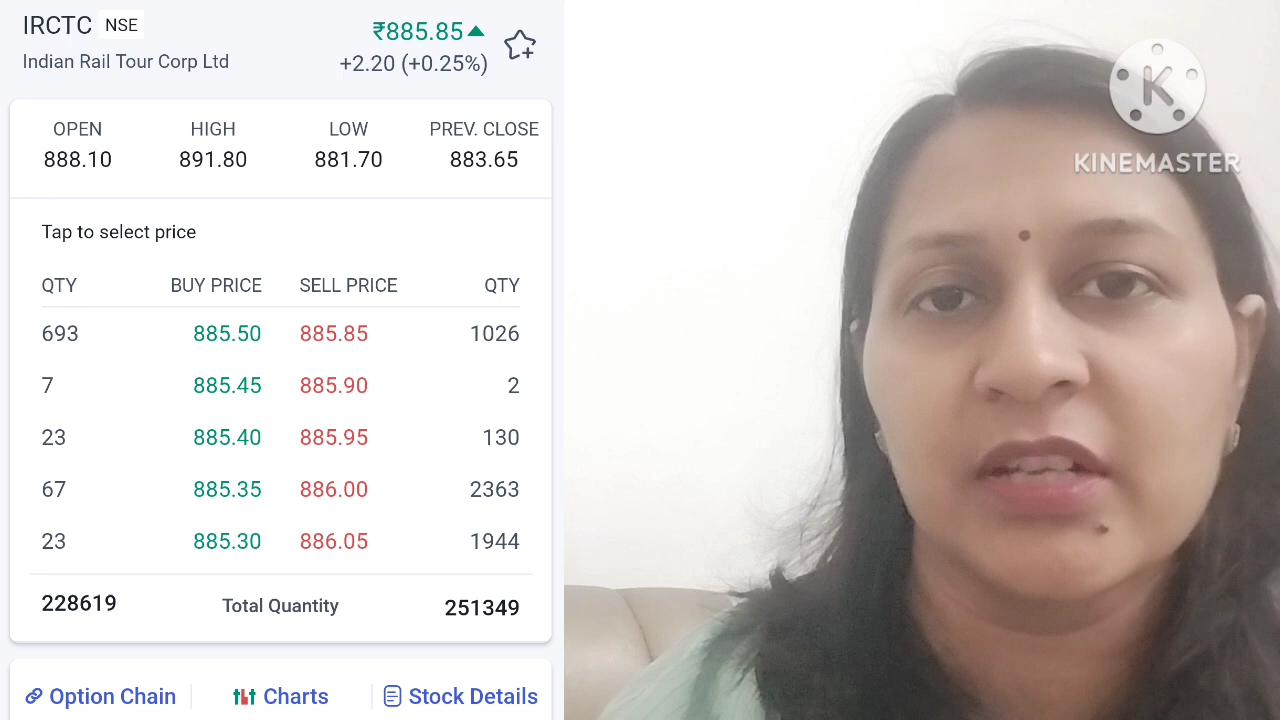 IRCTC NSE
₹885.85
Indian Rail Tour Corp Ltd
+2.20 (+0.25%)
OPEN HIGH LOW PREV. CLOSE
888.10 891.80 881.70 883.65
Tap to select price
QTY BUY PRICE SELL PRICE QTY
693 885.50 885.85 1026
7 885.45 885.90 2
23 885.40 885.95 130
67 885.35 886.00 2363
23 885.30 886.05 1944
228619 Total Quantity 251349
Option Chain Charts Stock Details
K
KINEMASTER